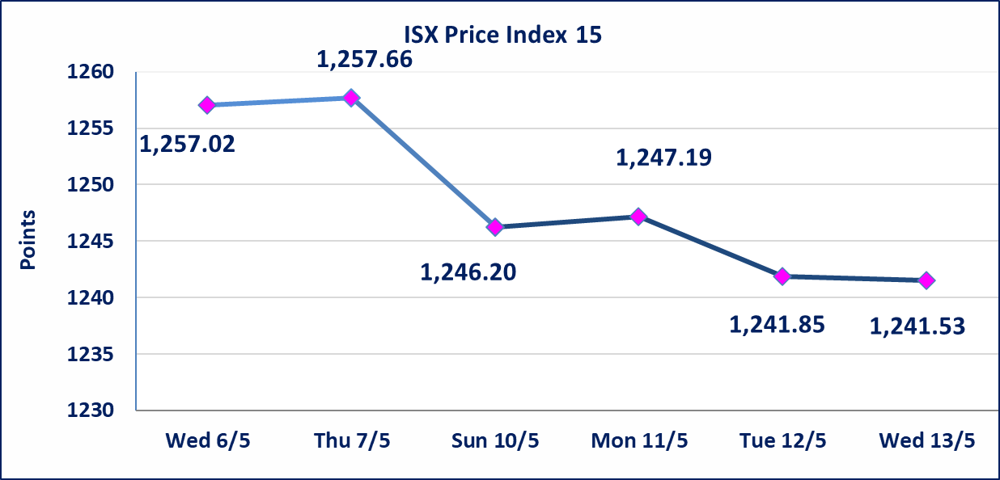 ISX Price Index 15
1,257.66
1260
1255
1,257.02
1,247.19
1250
Points
1245
1,246.20
1240
1,241.85
1,241.53
1235
1230
Wed 6/5
Thu 7/5
Sun 10/5
Mon 11/5
Tue 12/5
Wed 13/5